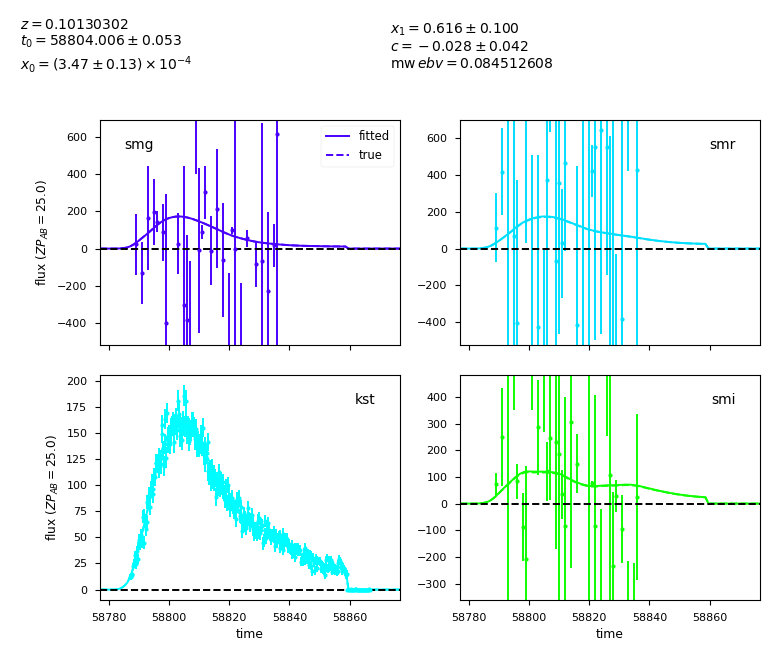 z = 0.10130302
t₀ = 58804.006 ± 0.053
x₀ = (3.47 ± 0.13) × 10⁻⁴
x₁ = 0.616 ± 0.100
c = −0.028 ± 0.042
mw ebv = 0.084512608
smg
fitted
true
600
400
200
0
−200
−400
flux (ZP_AB = 25.0)
smr
600
400
200
0
−200
−400
kst
200
175
150
125
100
75
50
25
0
flux (ZP_AB = 25.0)
58780 58800 58820 58840 58860
time
smi
400
300
200
100
0
−100
−200
−300
58780 58800 58820 58840 58860
time